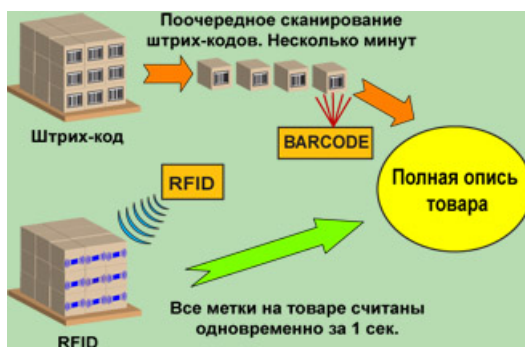 Поочередное сканирование
штрих-кодов. Несколько минут
Штрих-код
BARCODE
RFID
Полная опись
товара
Все метки на товаре считаны
одновременно за 1 сек.
RFID